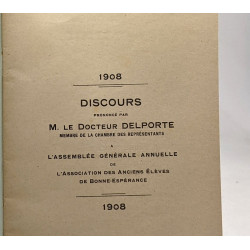 1908
DISCOURS
PRONONCÉ PAR
M. LE DOCTEUR DELPORTE
MEMBRE DE LA CHAMBRE DES REPRÉSENTANTS
A
L'ASSEMBLÉE GÉNÉRALE ANNUELLE
DE
L'ASSOCIATION DES ANCIENS ÉLÈVES
DE BONNE-ESPÉRANCE
1908